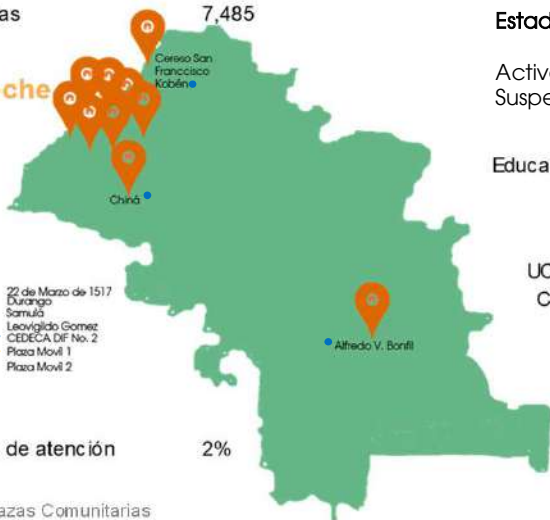 as 7,485
Estad
Cereso San
Franccisco
Kobén
che
Activ
Suspe
Educa
Chiná
UC
C
22 de Marzo de 1517
Durango
Samulá
Leovigildo Gomez
CEDECA DIF No. 2
Plaza Movil 1
Plaza Movil 2
Alfredo V. Bonfil
de atención 2%
azas Comunitarias